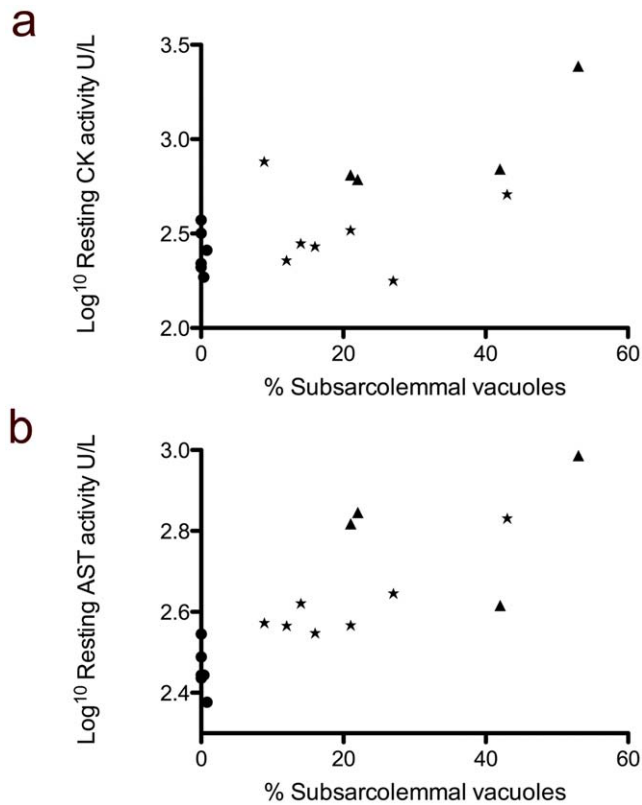 a
Log¹⁰ Resting CK activity U/L
3.5
3.0
2.5
2.0
0 20 40 60
% Subsarcolemmal vacuoles
b
Log¹⁰ Resting AST activity U/L
3.0
2.8
2.6
2.4
0 20 40 60
% Subsarcolemmal vacuoles